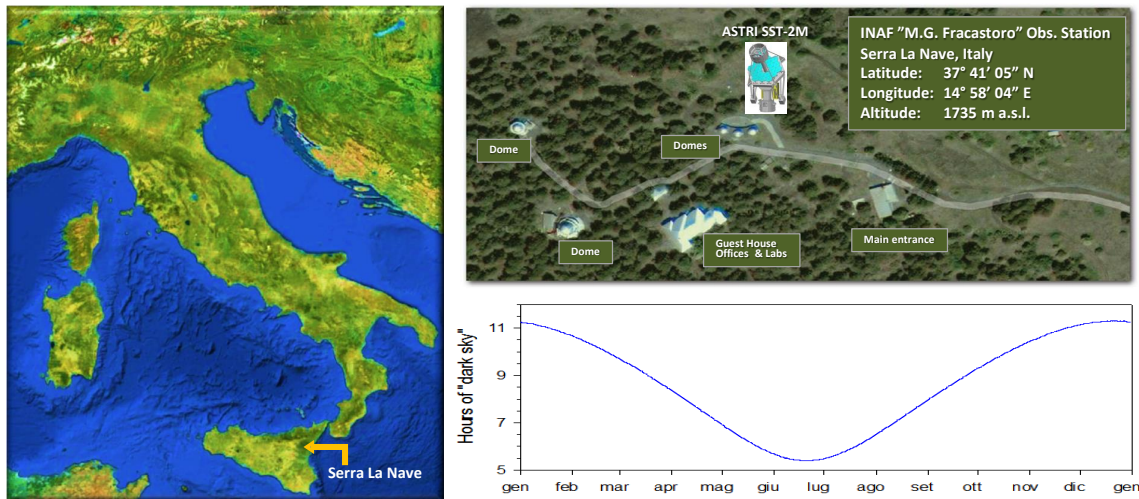 Serra La Nave
ASTRI SST-2M
INAF ”M.G. Fracastoro” Obs. Station
Serra La Nave, Italy
Latitude: 37° 41’ 05” N
Longitude: 14° 58’ 04” E
Altitude: 1735 m a.s.l.
Dome
Domes
Dome
Guest House
Offices & Labs
Main entrance
Hours of "dark sky"
11
9
7
5
gen feb mar apr mag giu lug ago set ott nov dic gen